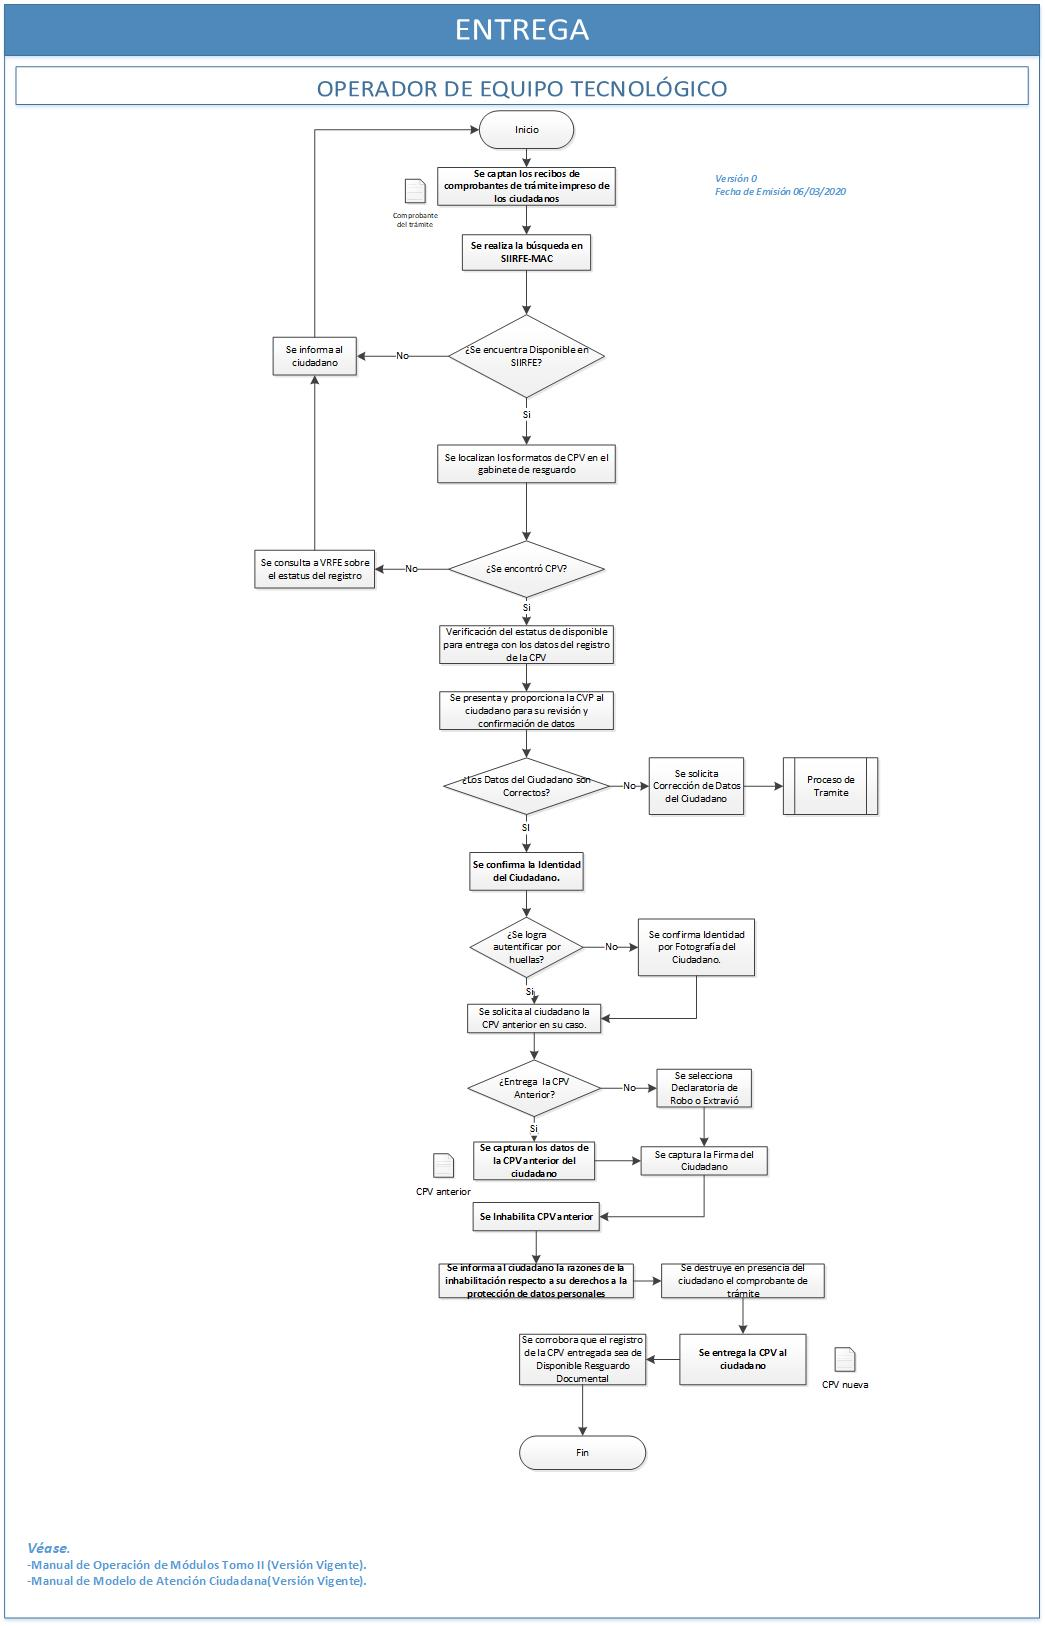 ENTREGA
OPERADOR DE EQUIPO TECNOLÓGICO
Inicio
Se captan los recibos de
comprobantes de trámite impreso de
los ciudadanos
Versión 0
Fecha de Emisión 06/03/2020
Comprobante
del trámite
Se realiza la búsqueda en
SIIRFE-MAC
¿Se encuentra Disponible en
SIIRFE?
No
Se informa al
ciudadano
Si
Se localizan los formatos de CPV en el
gabinete de resguardo
¿Se encontró CPV?
No
Se consulta a VRFE sobre
el estatus del registro
Si
Verificación del estatus de disponible
para entrega con los datos del registro
de la CPV
Se presenta y proporciona la CVP al
ciudadano para su revisión y
confirmación de datos
¿Los Datos del Ciudadano son
Correctos?
No
Se solicita
Corrección de Datos
del Ciudadano
Proceso de
Tramite
SI
Se confirma la Identidad
del Ciudadano.
¿Se logra
autentificar por
huellas?
No
Se confirma Identidad
por Fotografía del
Ciudadano.
Si
Se solicita al ciudadano la
CPV anterior en su caso.
¿Entrega la CPV
Anterior?
No
Se selecciona
Declaratoria de
Robo o Extravió
Si
Se capturan los datos de
la CPV anterior del
ciudadano
Se captura la Firma del
Ciudadano
CPV anterior
Se Inhabilita CPV anterior
Se informa al ciudadano la razones de la
inhabilitación respecto a su derechos a la
protección de datos personales
Se destruye en presencia del
ciudadano el comprobante de
trámite
Se corrobora que el registro
de la CPV entregada sea de
Disponible Resguardo
Documental
Se entrega la CPV al
ciudadano
CPV nueva
Fin
Véase.
-Manual de Operación de Módulos Tomo II (Versión Vigente).
-Manual de Modelo de Atención Ciudadana(Versión Vigente).